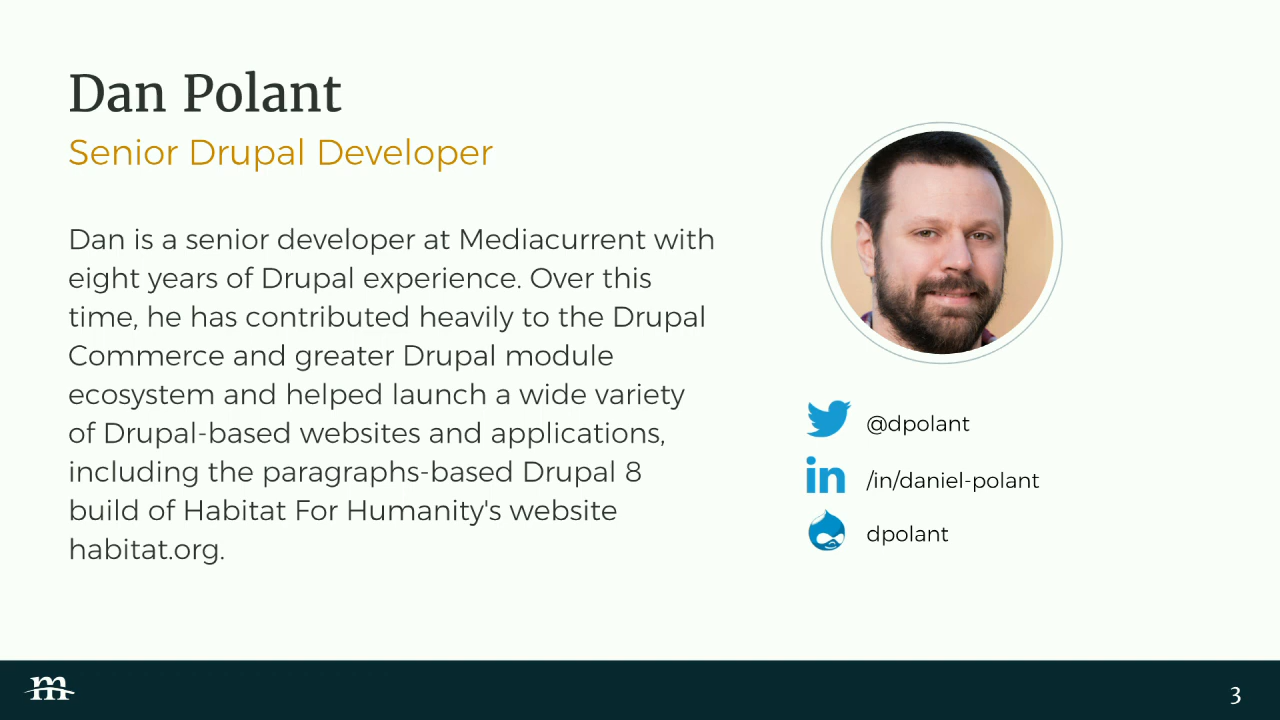 Dan Polant
Senior Drupal Developer
Dan is a senior developer at Mediacurrent with
eight years of Drupal experience. Over this
time, he has contributed heavily to the Drupal
Commerce and greater Drupal module
ecosystem and helped launch a wide variety
of Drupal-based websites and applications,
including the paragraphs-based Drupal 8
build of Habitat For Humanity's website
habitat.org.
@dpolant
in /in/daniel-polant
dpolant
m
3